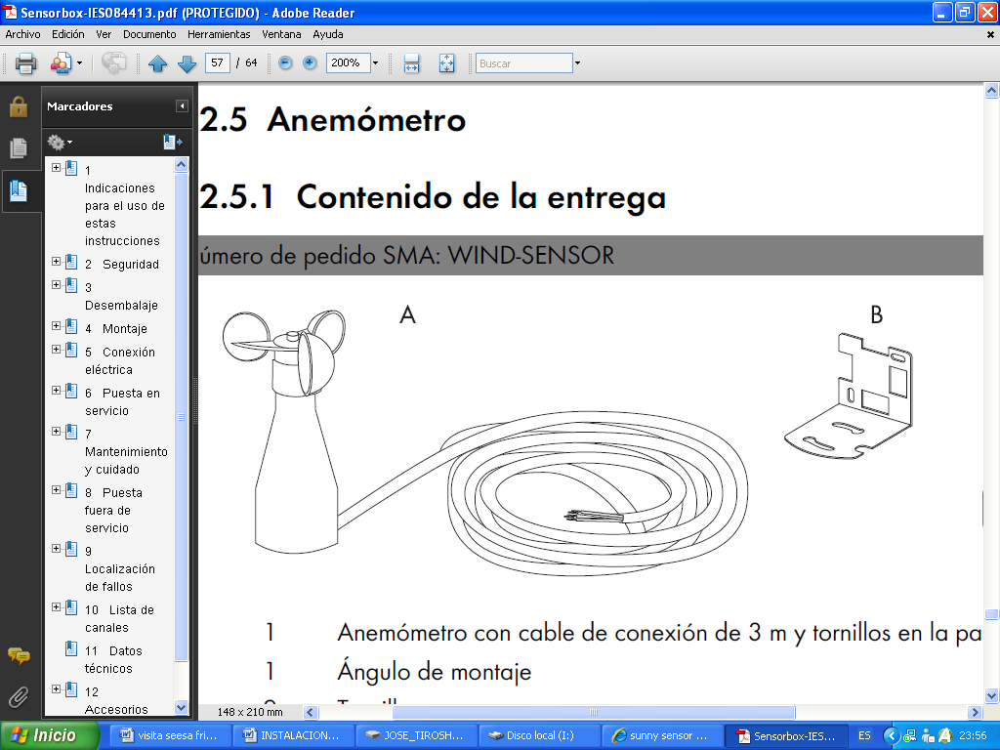 Sensorbox-IES084413.pdf (PROTEGIDO) - Adobe Reader
Archivo Edición Ver Documento Herramientas Ventana Ayuda
57 / 64 200% Buscar
Marcadores
1
Indicaciones
para el uso de
estas
instrucciones
2 Seguridad
3
Desembalaje
4 Montaje
5 Conexión
eléctrica
6 Puesta en
servicio
7
Mantenimiento
y cuidado
8 Puesta
fuera de
servicio
9
Localización
de fallos
10 Lista de
canales
11 Datos
técnicos
12
Accesorios
2.5 Anemómetro
2.5.1 Contenido de la entrega
úmero de pedido SMA: WIND-SENSOR
A B
1 Anemómetro con cable de conexión de 3 m y tornillos en la pa
1 Ángulo de montaje
148 x 210 mm
Inicio visita seesa fri... INSTALACION... JOSE_TIROSH... Disco local (I:) sunny sensor ... Sensorbox-IES... ES 23:56